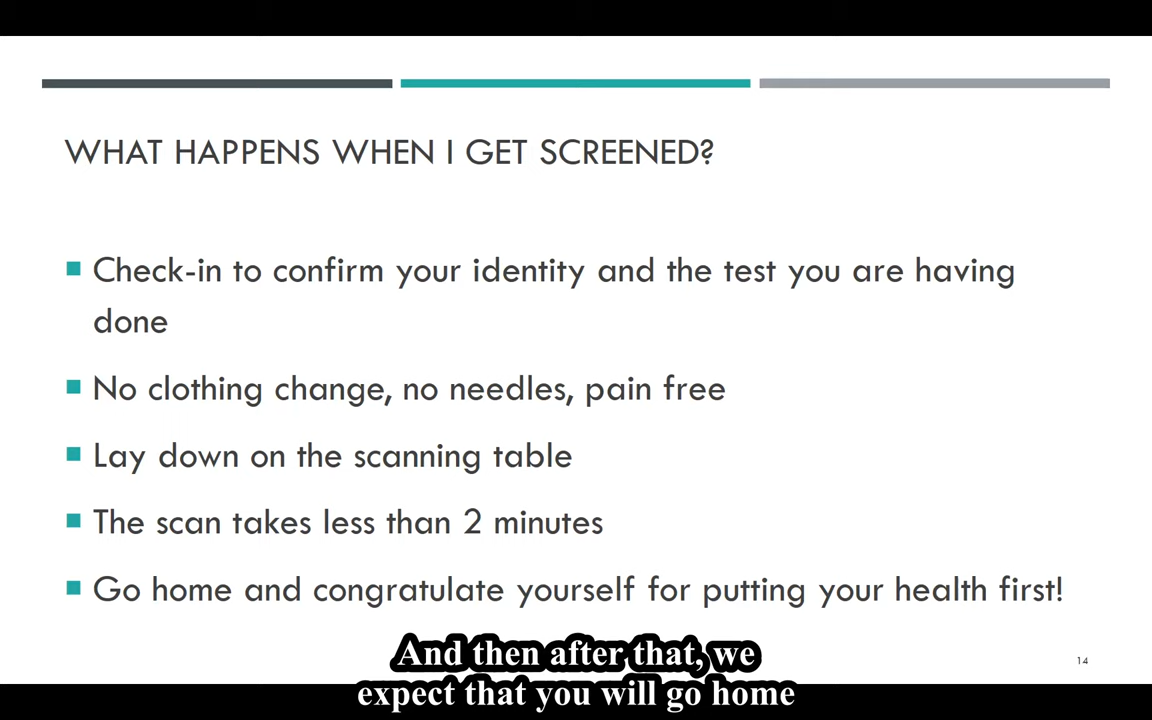 WHAT HAPPENS WHEN I GET SCREENED?
Check-in to confirm your identity and the test you are having
done
No clothing change, no needles, pain free
Lay down on the scanning table
The scan takes less than 2 minutes
Go home and congratulate yourself for putting your health first!
And then after that, we
expect that you will go home
14